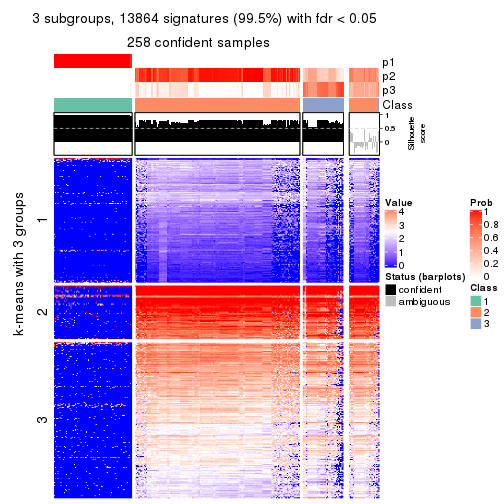 3 subgroups, 13864 signatures (99.5%) with fdr < 0.05
258 confident samples
p1
p2
p3
Class
1
0.5
0
Silhouette
score
k-means with 3 groups
1
2
3
Value
4
3
2
1
0
Prob
1
0.8
0.6
0.4
0.2
0
Status (barplots)
confident
ambiguous
Class
1
2
3